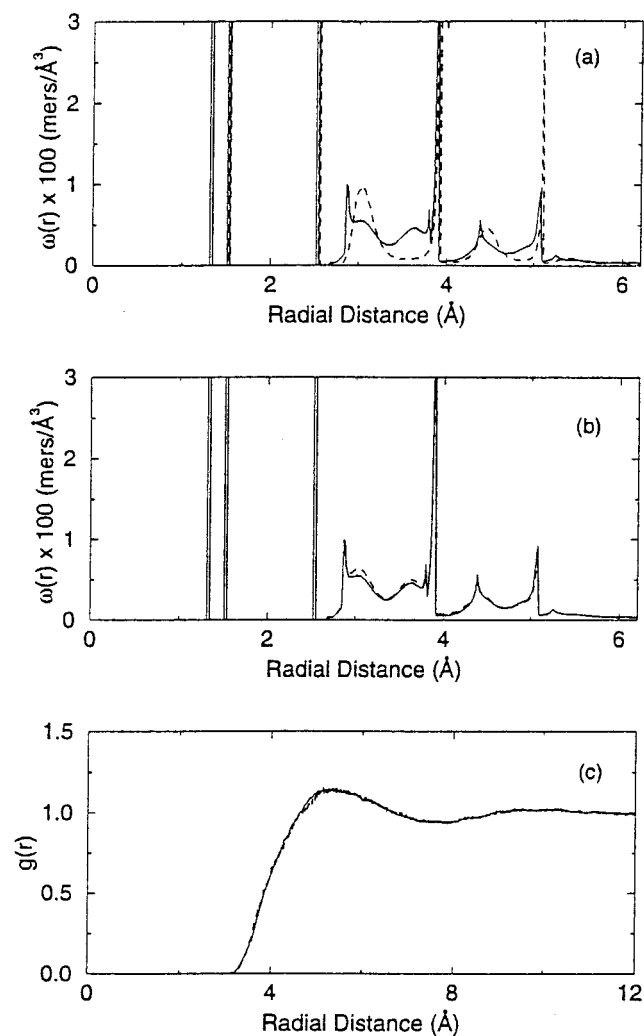 3
2
1
0
ω(r) x 100 (mers/Å³)
(a)
0 2 4 6
Radial Distance (Å)
3
2
1
0
ω(r) x 100 (mers/Å³)
(b)
0 2 4 6
Radial Distance (Å)
1.5
1.0
0.5
0.0
g(r)
(c)
0 4 8 12
Radial Distance (Å)